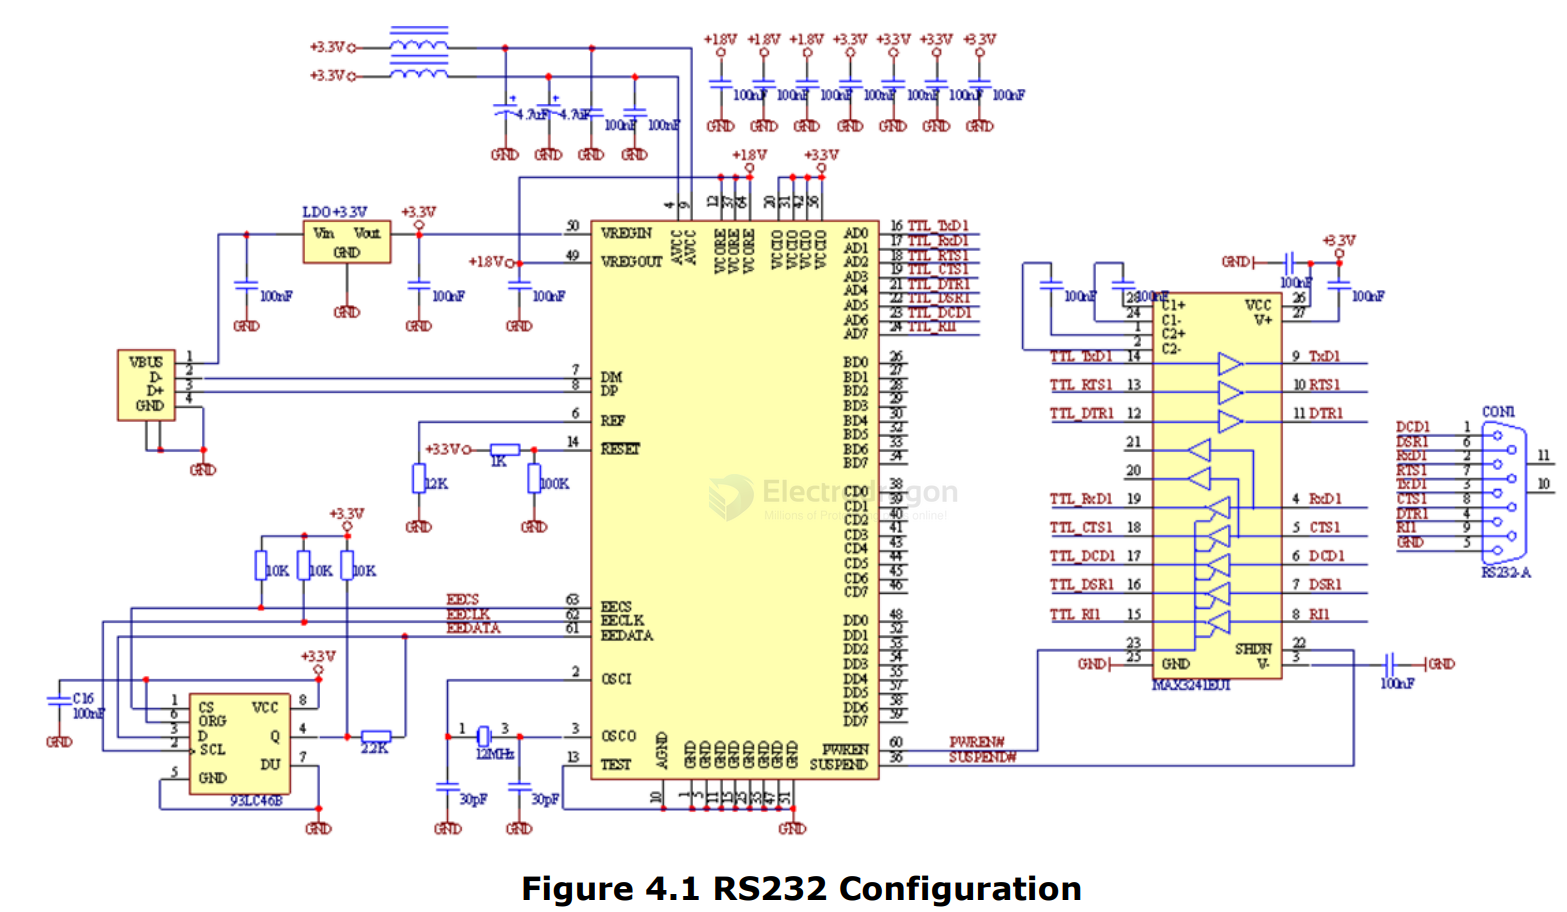 +3.3V
+3.3V
4.7uF 4.7uF 100nF 100nF
GND GND GND GND
+1.8V +1.8V +1.8V +3.3V +3.3V +3.3V +3.3V
100nF 100nF 100nF 100nF 100nF 100nF 100nF
GND GND GND GND GND GND GND
+1.8V +3.3V
4 9 12 37 64 20 31 42 56
AVCC AVCC VCORE VCORE VCORE VCCIO VCCIO VCCIO VCCIO
LDO +3.3V
Vin Vout
GND
+3.3V
100nF
GND
GND
100nF
GND
+1.8V
100nF
GND
50 VREGIN
49 VREGOUT
VBUS 1
D- 2
D+ 3
GND 4
GND
7 DM
8 DP
6 REF
14 RESET
+3.3V
1K
12K
100K
GND GND
+3.3V
10K 10K 10K
EECS 63 EECS
EECLK 62 EECLK
EEDATA 61 EEDATA
2 OSCI
3 OSCO
13 TEST
+3.3V
C16
100nF
GND
1 CS VCC 8
6 ORG
3 D Q 4
2 SCL
DU 7
5 GND
93LC46B
GND
2.2K
1 3
12MHz
30pF 30pF
GND GND
AGND GND GND GND GND GND GND GND GND
10 1 5 11 15 25 35 47 51
GND
AD0 16 TTL_TxD1
AD1 17 TTL_RxD1
AD2 18 TTL_RTS1
AD3 19 TTL_CTS1
AD4 21 TTL_DTR1
AD5 22 TTL_DSR1
AD6 23 TTL_DCD1
AD7 24 TTL_RI1
BD0 26
BD1 27
BD2 28
BD3 29
BD4 30
BD5 32
BD6 33
BD7 34
CD0 38
CD1 39
CD2 40
CD3 41
CD4 43
CD5 44
CD6 45
CD7 46
DD0 48
DD1 52
DD2 53
DD3 54
DD4 55
DD5 57
DD6 58
DD7 59
PWREN 60 PWREN#
SUSPEND 36 SUSPEND#
Electrodragon
GND
+3.3V
100nF
100nF
100nF 100nF
28 C1+ VCC 26
24 C1- V+ 27
1 C2+
2 C2-
TTL_TxD1 14 9 TxD1
TTL_RTS1 13 10 RTS1
TTL_DTR1 12 11 DTR1
21
20
TTL_RxD1 19 4 RxD1
TTL_CTS1 18 5 CTS1
TTL_DCD1 17 6 DCD1
TTL_DSR1 16 7 DSR1
TTL_RI1 15 8 RI1
23 SHDN 22
GND 25 GND V- 3
MAX3241EUI
100nF
GND
CON1
DCD1 1
DSR1 6
RxD1 2
RTS1 7
TxD1 3
CTS1 8
DTR1 4
RI1 9
GND 5
11
10
RS232-A
Figure 4.1 RS232 Configuration